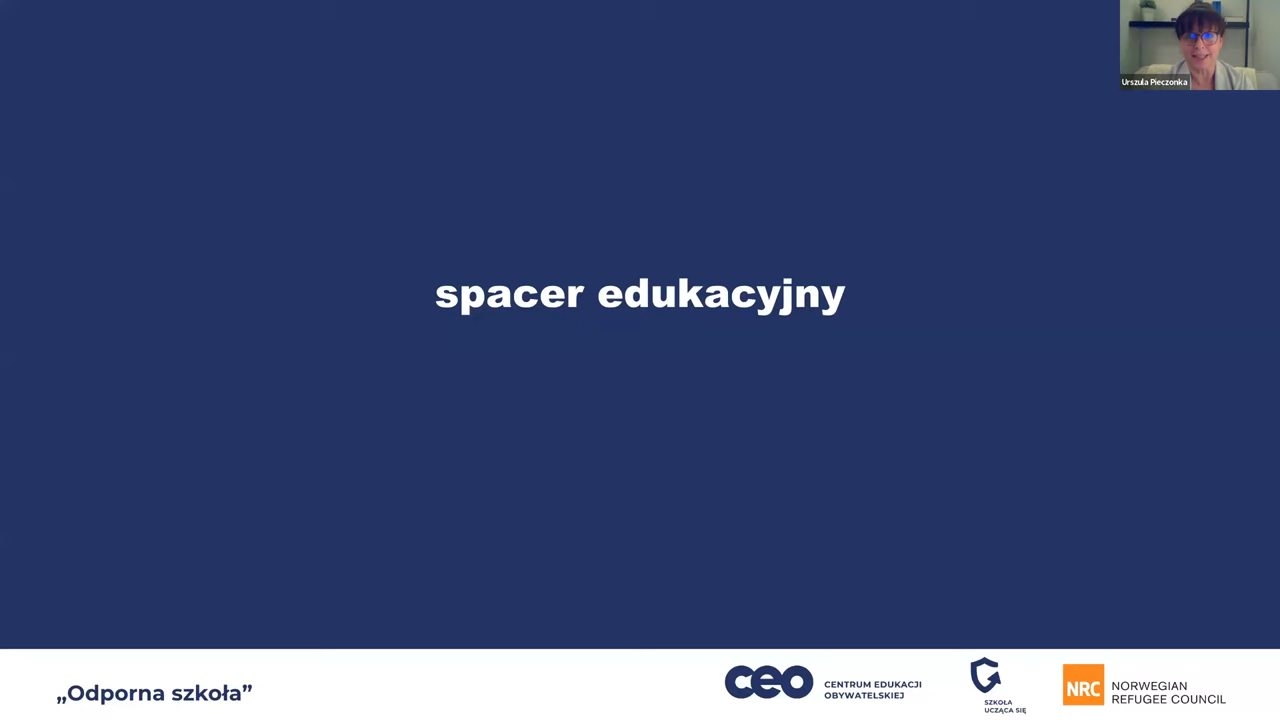 Urszula Pieczonka
spacer edukacyjny
„Odporna szkoła”
ceo
CENTRUM EDUKACJI
OBYWATELSKIEJ
SZKOŁA
UCZĄCA SIĘ
NRC
NORWEGIAN
REFUGEE COUNCIL